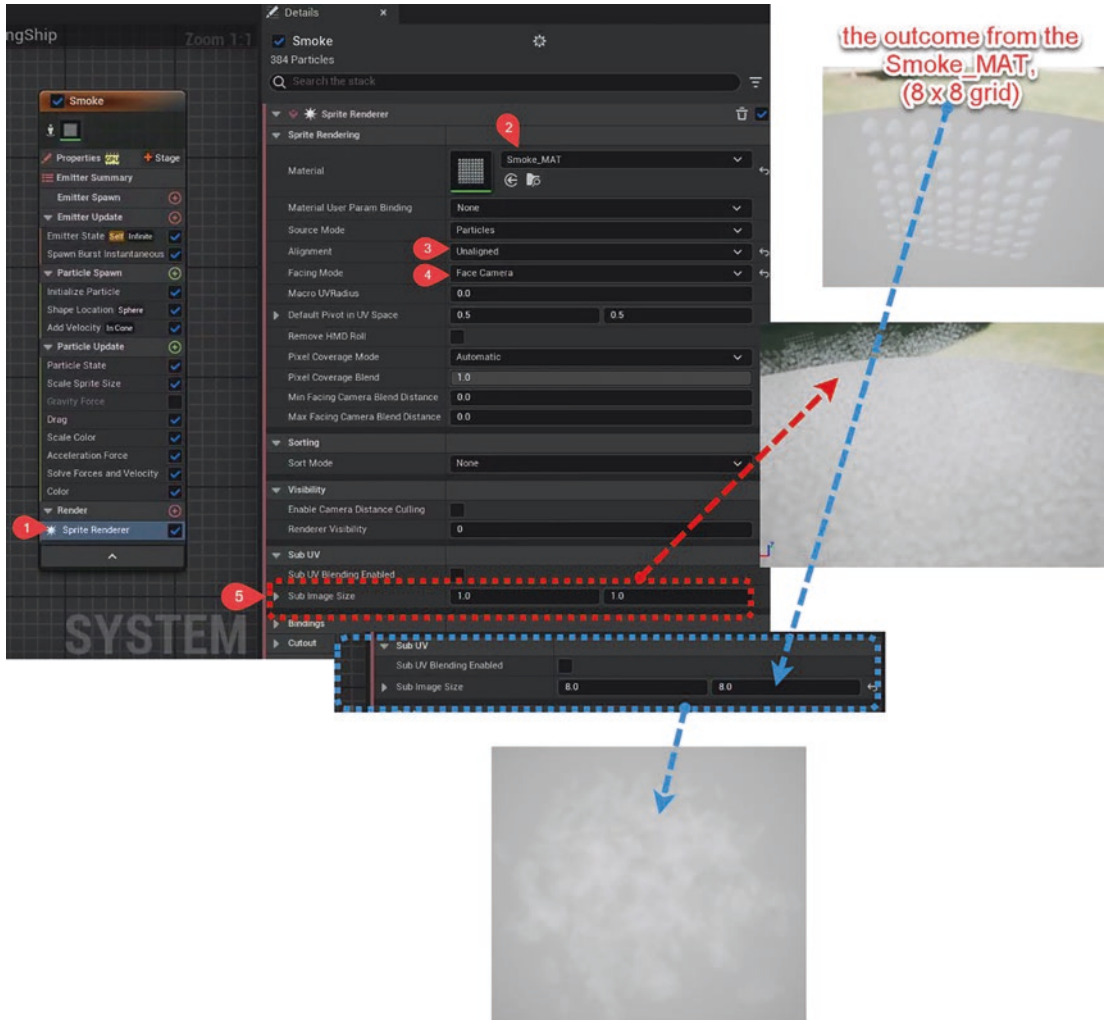 ngShip
Zoom 1:1
Smoke
Properties
Stage
Emitter Summary
Emitter Spawn
Emitter Update
Emitter State Self Infinite
Spawn Burst Instantaneous
Particle Spawn
Initialize Particle
Shape Location Sphere
Add Velocity In Cone
Particle Update
Particle State
Scale Sprite Size
Gravity Force
Drag
Scale Color
Acceleration Force
Solve Forces and Velocity
Color
Render
1
Sprite Renderer
SYSTEM
Details
Smoke
384 Particles
Search the stack
Sprite Renderer
Sprite Rendering
2
Material Smoke_MAT
Material User Param Binding None
Source Mode Particles
Alignment 3 Unaligned
Facing Mode 4 Face Camera
Macro UVRadius 0.0
Default Pivot in UV Space 0.5 0.5
Remove HMD Roll
Pixel Coverage Mode Automatic
Pixel Coverage Blend 1.0
Min Facing Camera Blend Distance 0.0
Max Facing Camera Blend Distance 0.0
Sorting
Sort Mode None
Visibility
Enable Camera Distance Culling
Renderer Visibility 0
Sub UV
Sub UV Blending Enabled
5 Sub Image Size 1.0 1.0
Bindings
Cutout
Sub UV
Sub UV Blending Enabled
Sub Image Size 8.0 8.0
the outcome from the
Smoke_MAT,
(8 x 8 grid)